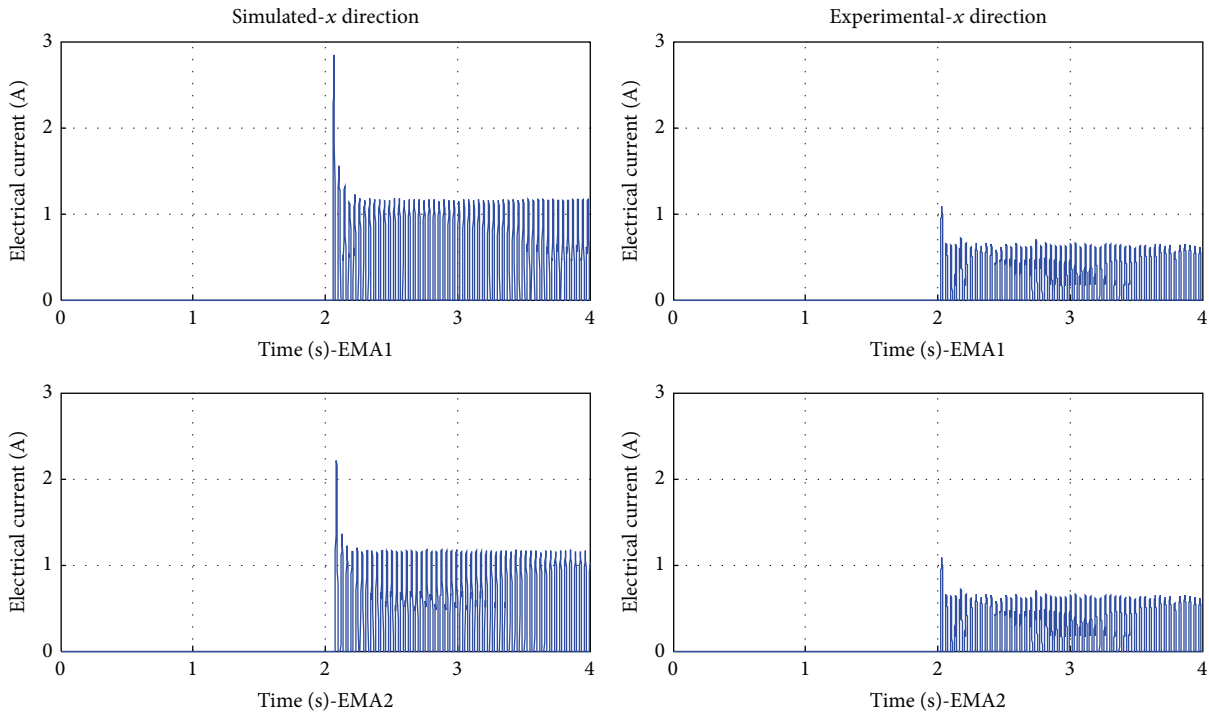 Simulated-x direction
3
2
1
0
Electrical current (A)
0 1 2 3 4
Time (s)-EMA1
Experimental-x direction
3
2
1
0
Electrical current (A)
0 1 2 3 4
Time (s)-EMA1
3
2
1
0
Electrical current (A)
0 1 2 3 4
Time (s)-EMA2
3
2
1
0
Electrical current (A)
0 1 2 3 4
Time (s)-EMA2